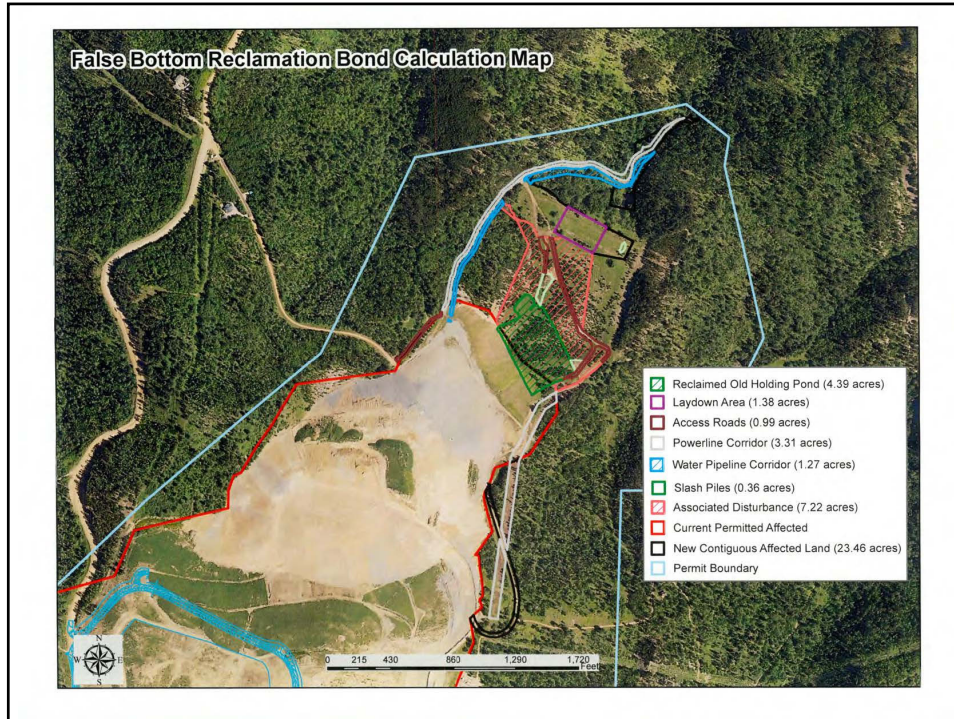 False Bottom Reclamation Bond Calculation Map
Reclaimed Old Holding Pond (4.39 acres)
Laydown Area (1.38 acres)
Access Roads (0.99 acres)
Powerline Corridor (3.31 acres)
Water Pipeline Corridor (1.27 acres)
Slash Piles (0.36 acres)
Associated Disturbance (7.22 acres)
Current Permitted Affected
New Contiguous Affected Land (23.46 acres)
Permit Boundary
N
W E
S
0 215 430 860 1,290 1,720
Feet